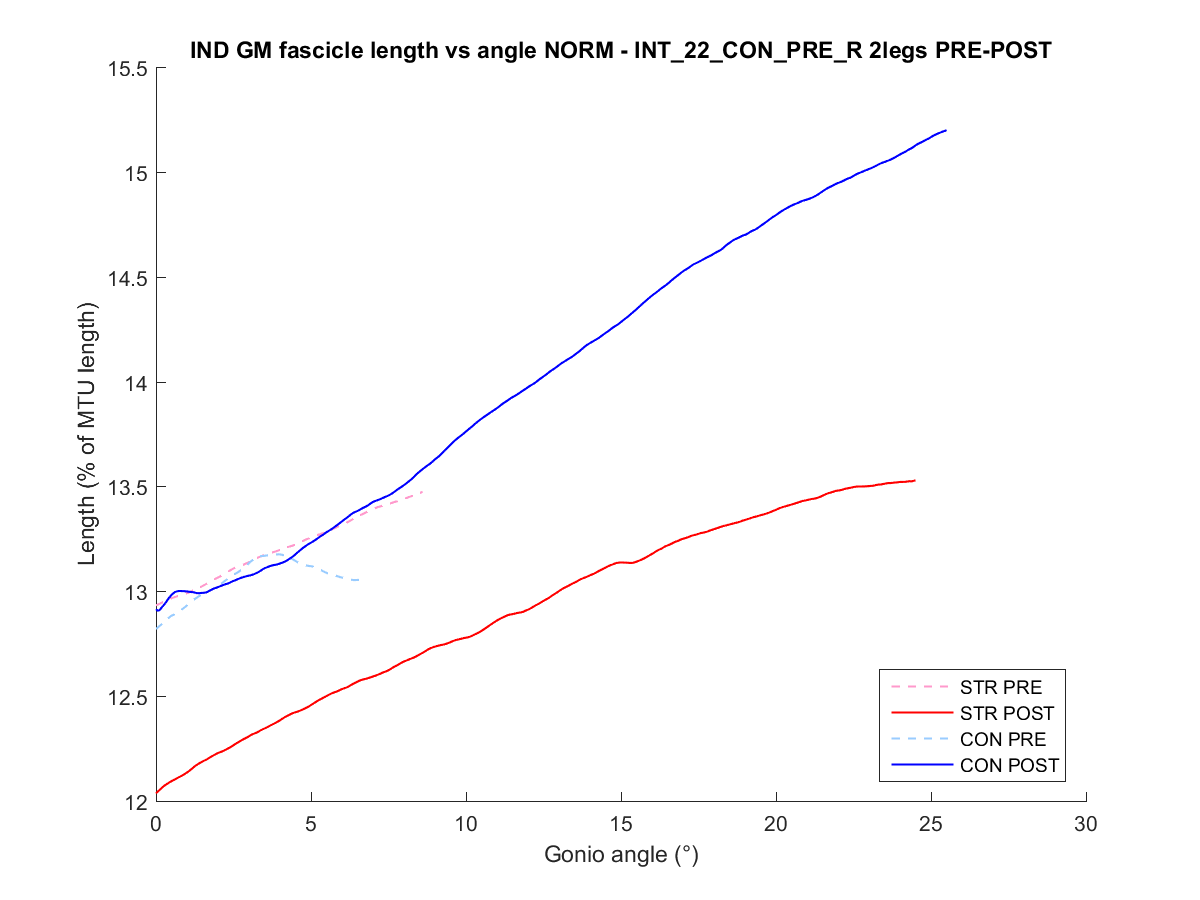 IND GM fascicle length vs angle NORM - INT_22_CON_PRE_R 2legs PRE-POST
15.5
15
14.5
14
13.5
13
12.5
12
Length (% of MTU length)
0
5
10
15
20
25
30
Gonio angle (°)
STR PRE
STR POST
CON PRE
CON POST